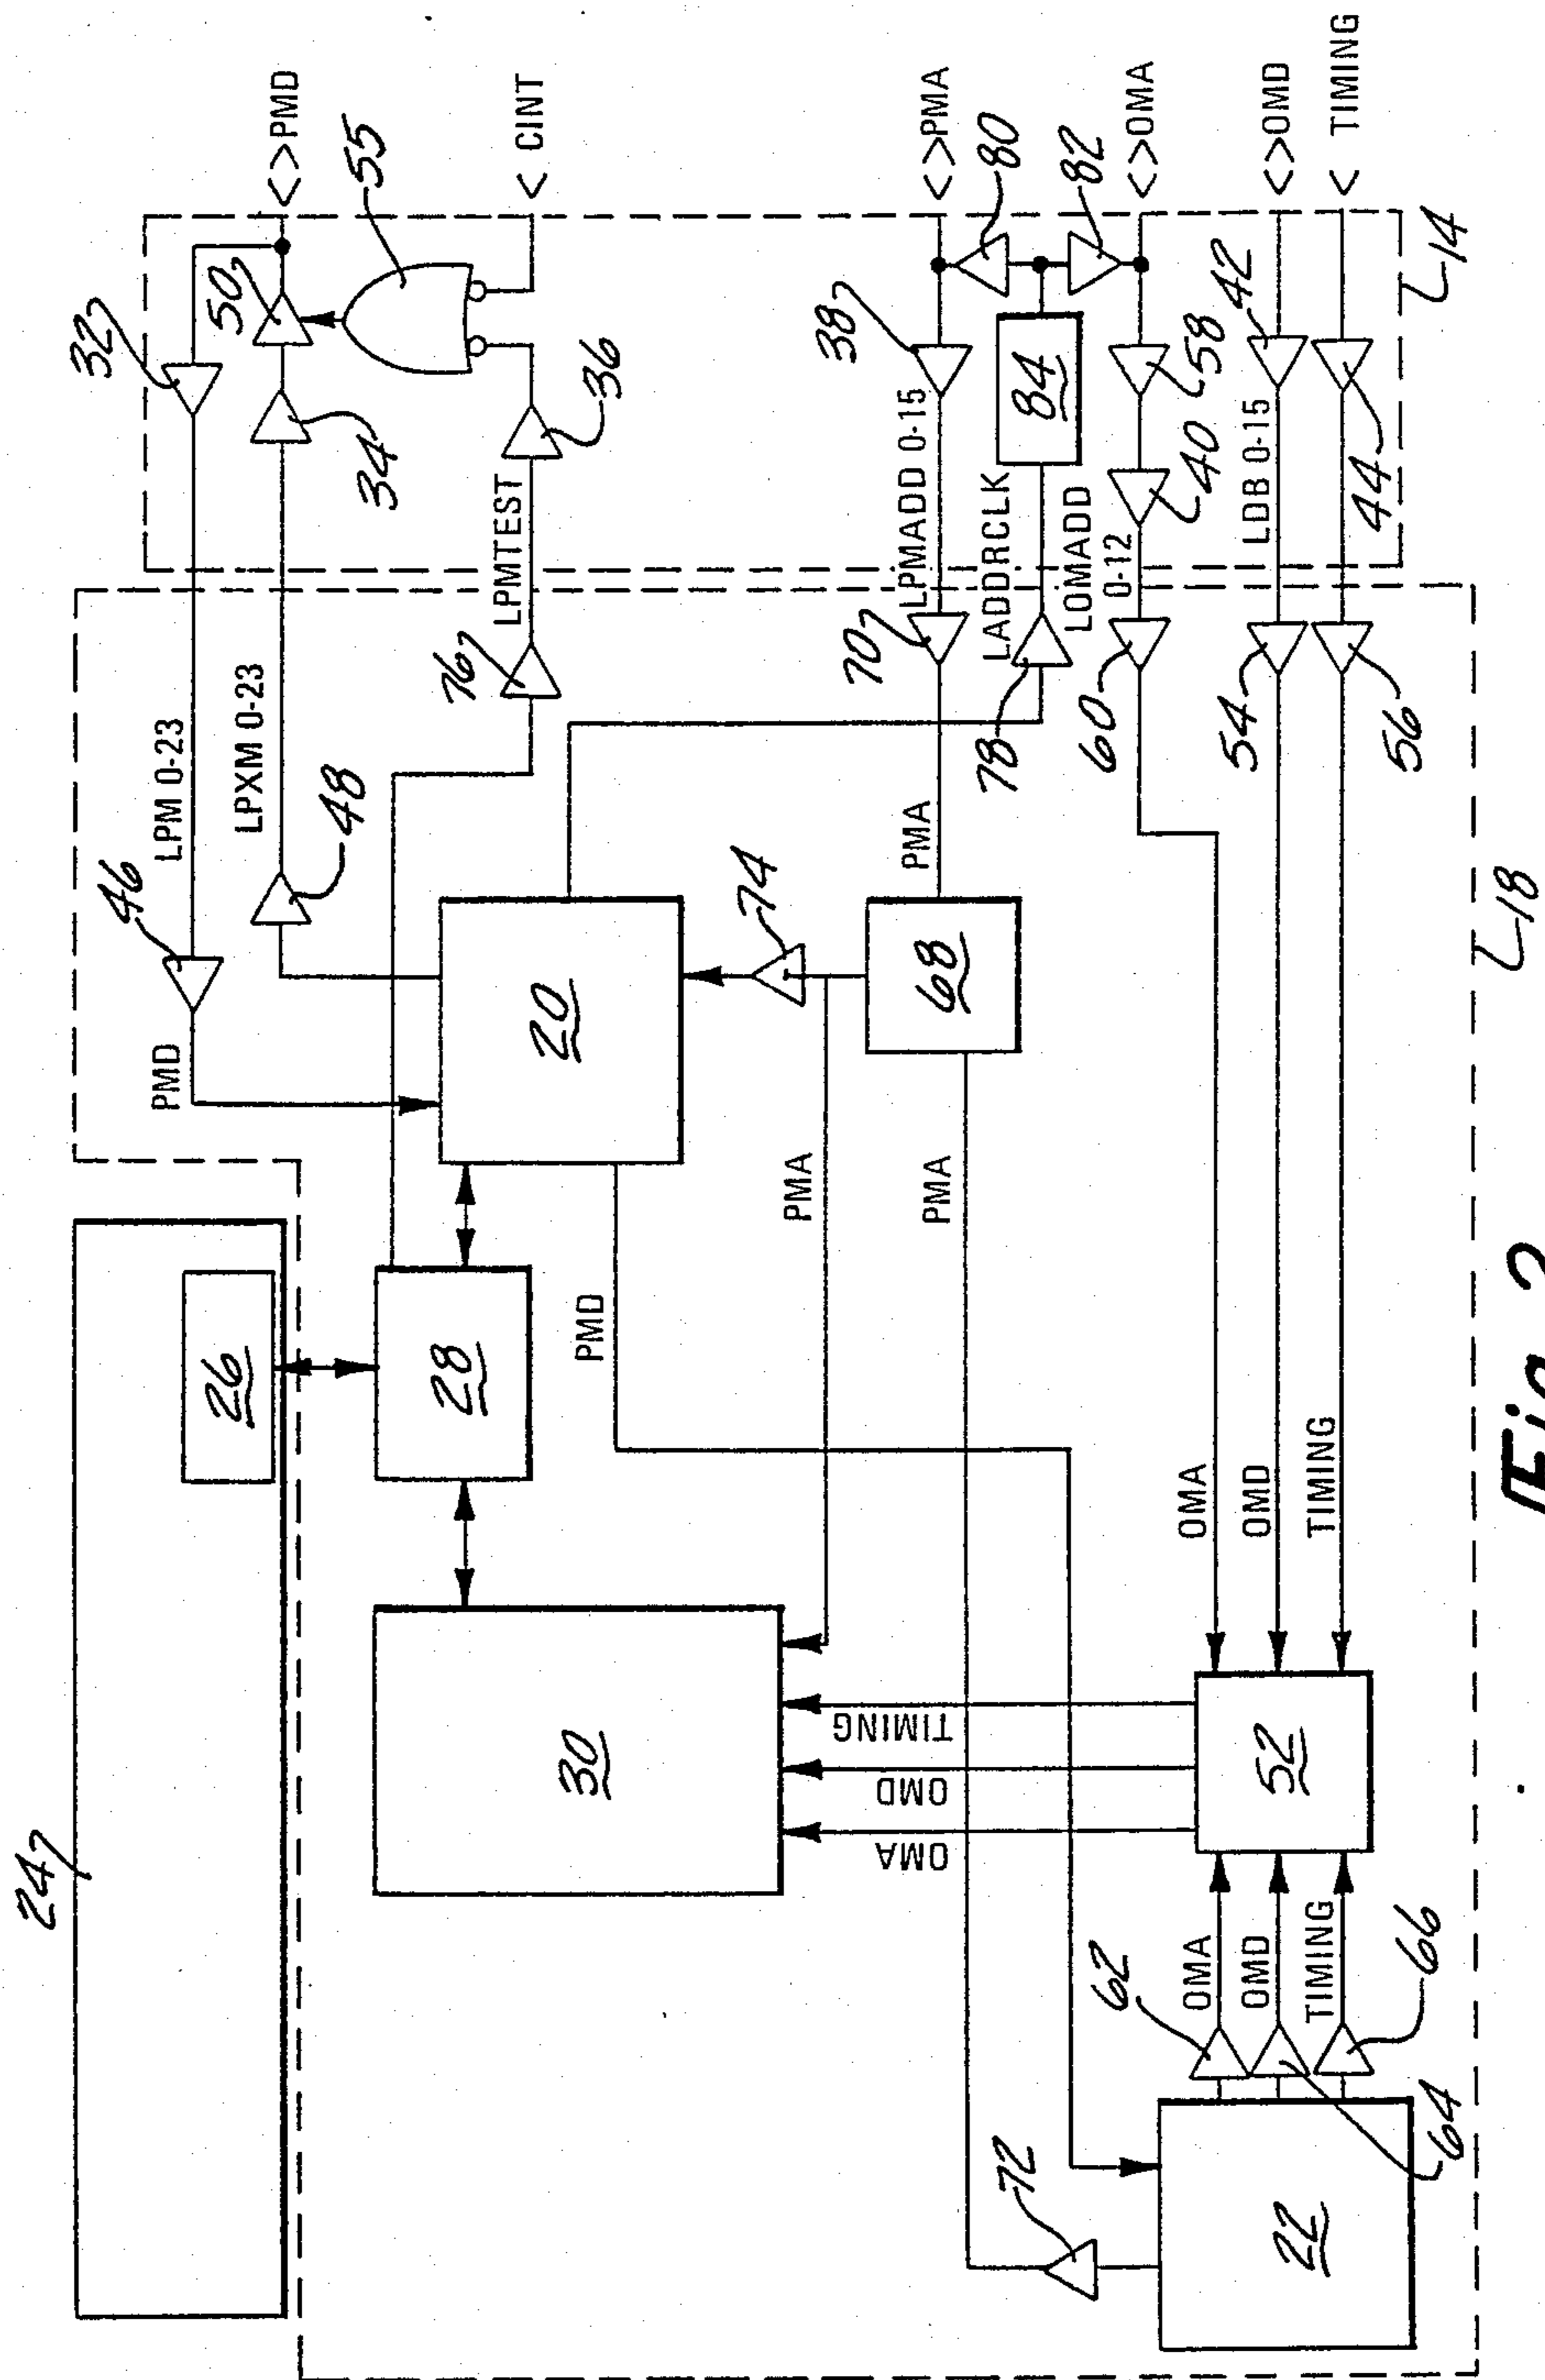 24
26
28
30
46
PMD
LPM 0-23
LPXM 0-23
48
32
34
50
<>PMD
55
< CINT
36
LPMTEST
76
20
PMD
74
68
PMA
PMA
PMA
70
LPMADD 0-15
38
<>PMA
80
LADDRCLK
78
84
82
LOMADD
0-12
60
40
58
<>OMA
LDB 0-15
54
42
<>OMD
56
44
< TIMING
14
18
OMA
OMD
TIMING
TIMING
OMD
OMA
52
OMA
OMD
TIMING
62
64
66
72
22
Fig. 2